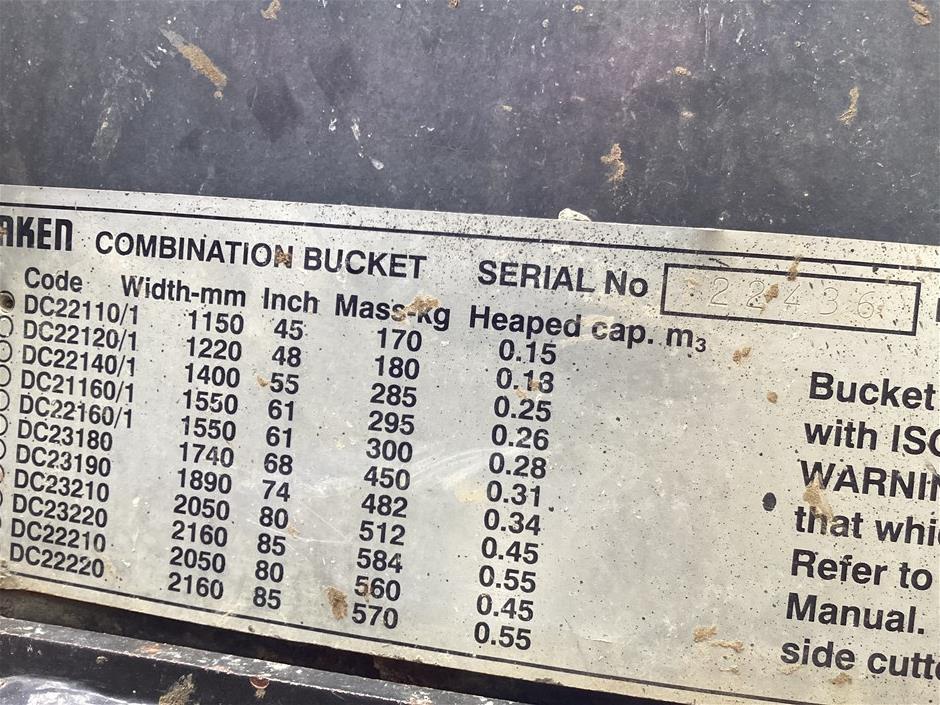 AKEN COMBINATION BUCKET SERIAL No 22436
Code Width-mm Inch Mass-kg Heaped cap. m3
DC22110/1 1150 45 170 0.15
DC22120/1 1220 48 180 0.18
DC22140/1 1400 55 285 0.25
DC21160/1 1550 61 295 0.26
DC22160/1 1550 61 300 0.28
DC23180 1740 68 450 0.31
DC23190 1890 74 482 0.34
DC23210 2050 80 512 0.45
DC23220 2160 85 584 0.55
DC22210 2050 80 560 0.45
DC22220 2160 85 570 0.55
Bucket
with ISO
WARNIN
that whi
Refer to
Manual.
side cutt